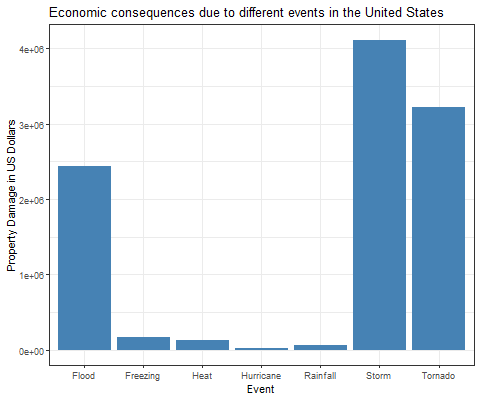 Economic consequences due to different events in the United States
Property Damage in US Dollars
4e+06
3e+06
2e+06
1e+06
0e+00
Flood Freezing Heat Hurricane Rainfall Storm Tornado
Event